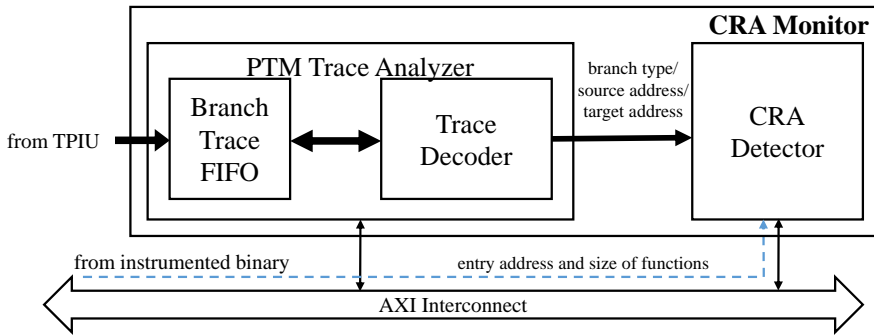 CRA Monitor
PTM Trace Analyzer
branch type/
source address/
target address
from TPIU
Branch
Trace
FIFO
Trace
Decoder
CRA
Detector
from instrumented binary
entry address and size of functions
AXI Interconnect